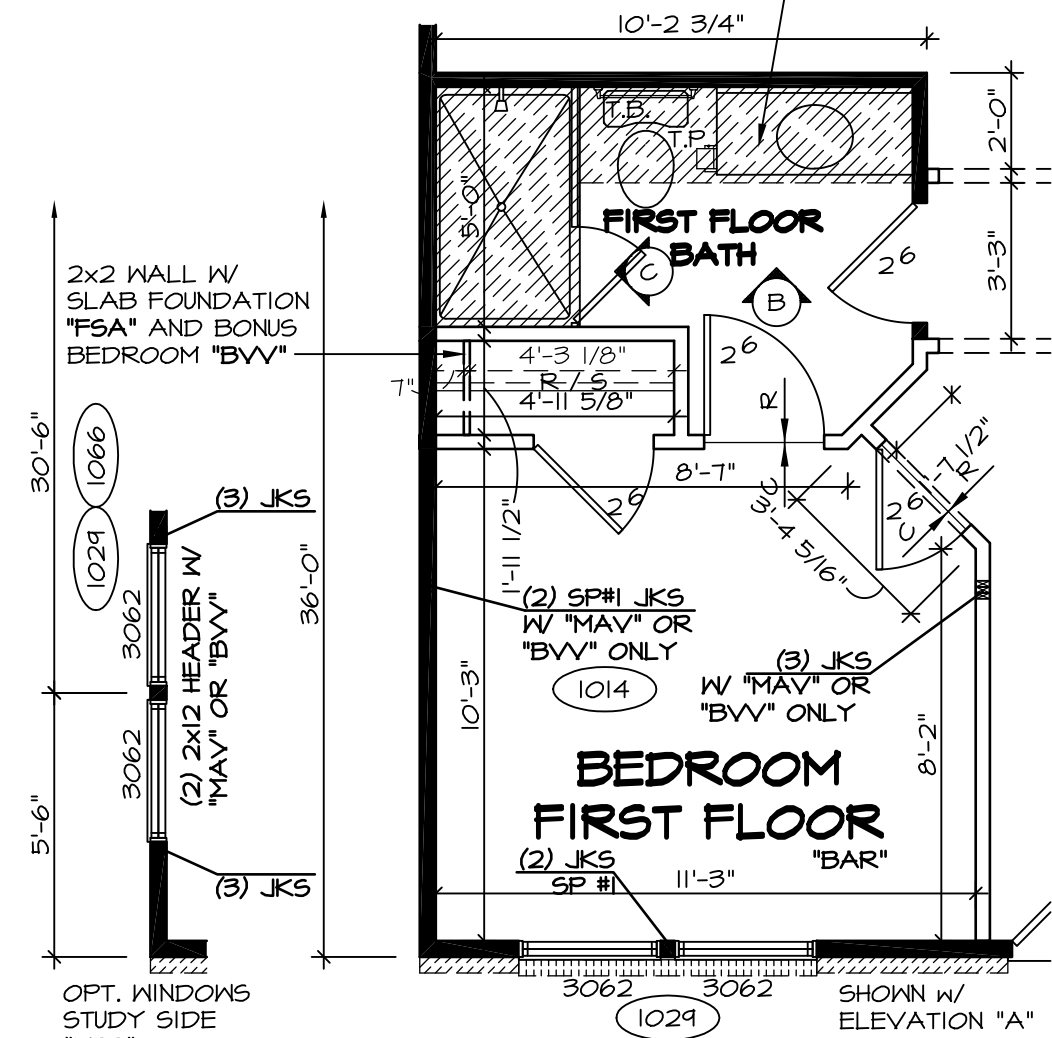 10'-2 3/4"
2'-0"
T.B.
T.P
5'-0"
FIRST FLOOR
BATH
C
B
26
3'-3"
2x2 WALL W/
SLAB FOUNDATION
"FSA" AND BONUS
BEDROOM "BVV"
7"
4'-3 1/8"
R / S
4'-11 5/8"
26
R
C
8'-7"
26
1'-11 1/2"
3'-4 5/16"
26
R
C
30'-6"
1066
1029
(3) JKS
3062
3062
(2) 2x12 HEADER W/
"MAV" OR "BVV"
36'-0"
5'-6"
(3) JKS
(2) SP#1 JKS
W/ "MAV" OR
"BVV" ONLY
1014
(3) JKS
W/ "MAV" OR
"BVV" ONLY
10'-3"
8'-2"
BEDROOM
FIRST FLOOR
"BAR"
(2) JKS
SP #1
11'-3"
3062
3062
1029
OPT. WINDOWS
STUDY SIDE
SHOWN W/
ELEVATION "A"